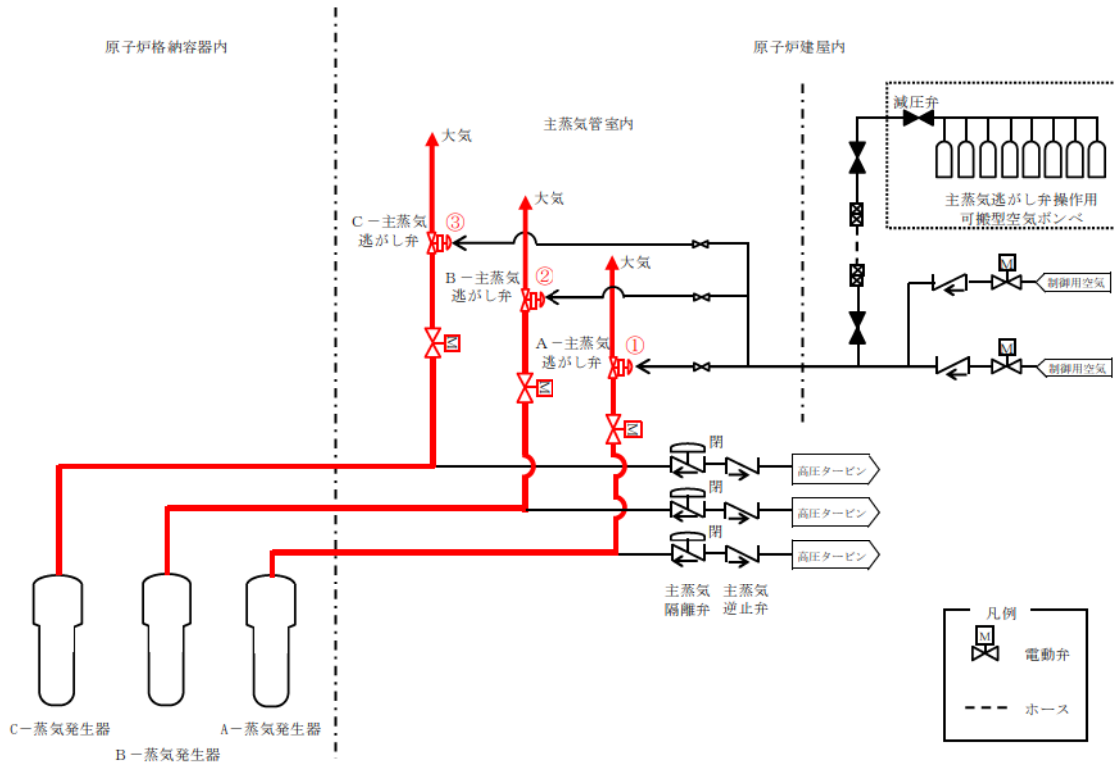 原子炉格納容器内
原子炉建屋内
減圧弁
主蒸気管室内
大気
大気
大気
主蒸気逃がし弁操作用
可搬型空気ボンベ
C-主蒸気
逃がし弁
③
B-主蒸気
逃がし弁
②
A-主蒸気
逃がし弁
①
M
制御用空気
M
制御用空気
M
M
M
閉
高圧タービン
閉
高圧タービン
閉
高圧タービン
主蒸気
隔離弁
主蒸気
逆止弁
C-蒸気発生器
B-蒸気発生器
A-蒸気発生器
凡例
M
電動弁
ホース